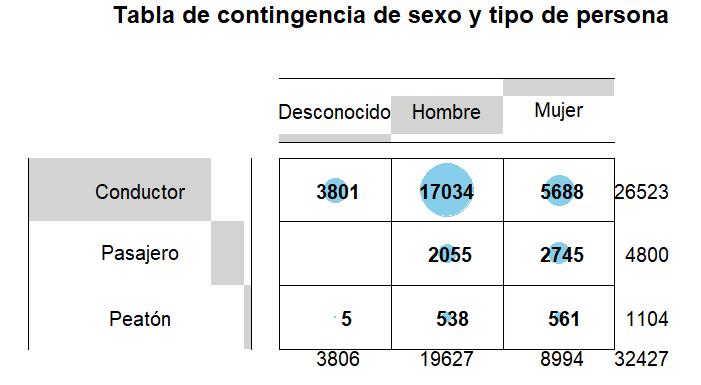 Tabla de contingencia de sexo y tipo de persona
Desconocido Hombre Mujer
Conductor 3801 17034 5688 26523
Pasajero 2055 2745 4800
Peatón 5 538 561 1104
3806 19627 8994 32427